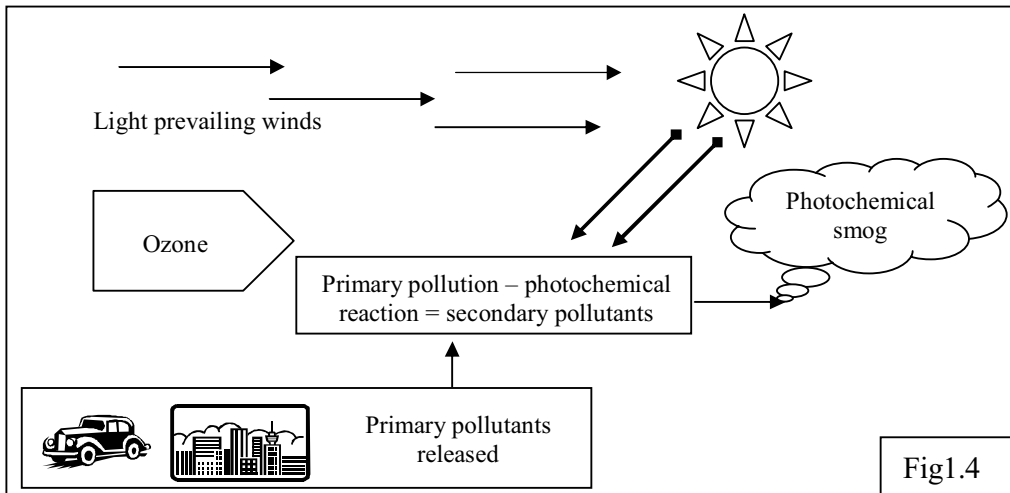 Light prevailing winds
Ozone
Photochemical
smog
Primary pollution – photochemical
reaction = secondary pollutants
Primary pollutants
released
Fig1.4